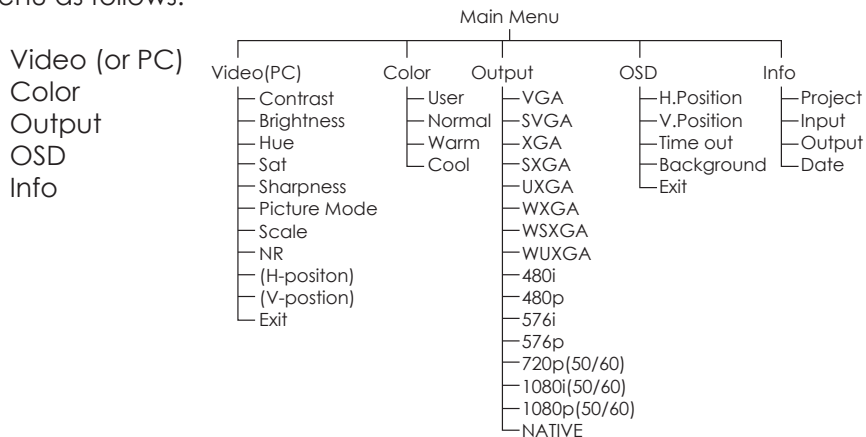 enu as follows:
Video (or PC)
Color
Output
OSD
Info
Main Menu
Video(PC)
Contrast
Brightness
Hue
Sat
Sharpness
Picture Mode
Scale
NR
(H-positon)
(V-postion)
Exit
Color
User
Normal
Warm
Cool
Output
VGA
SVGA
XGA
SXGA
UXGA
WXGA
WSXGA
WUXGA
480i
480p
576i
576p
720p(50/60)
1080i(50/60)
1080p(50/60)
NATIVE
OSD
H.Position
V.Position
Time out
Background
Exit
Info
Project
Input
Output
Date